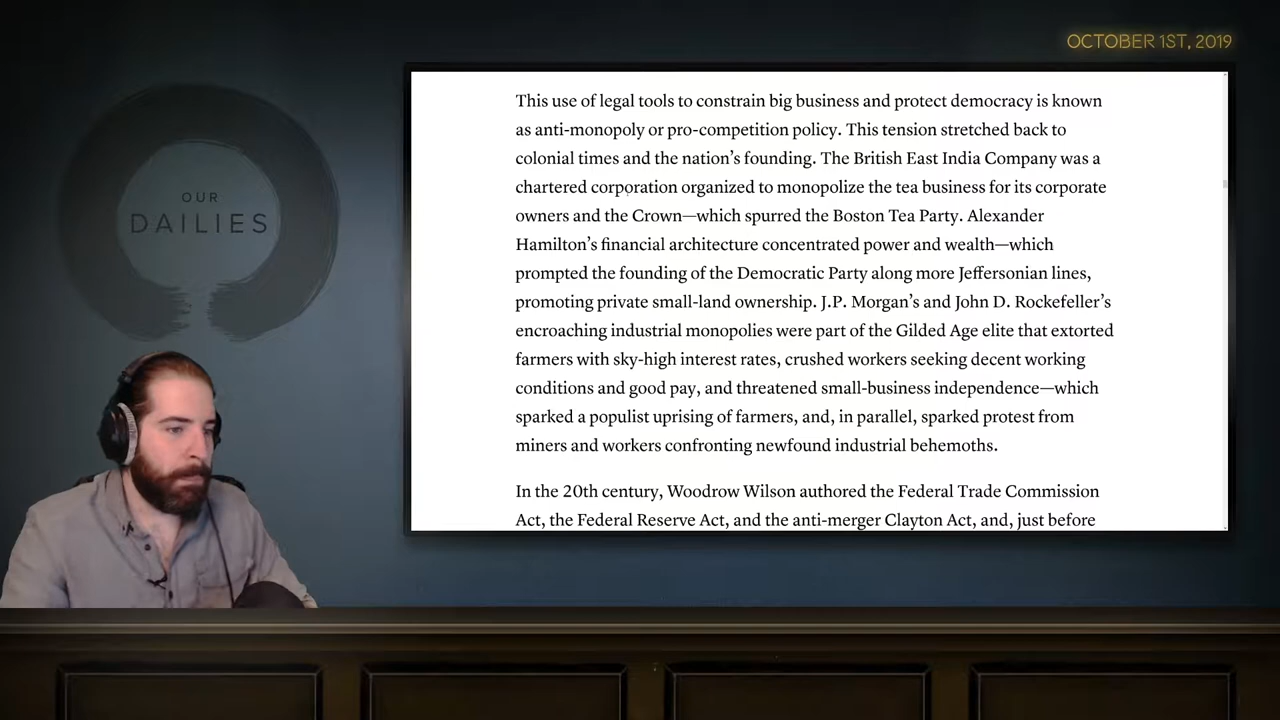 OCTOBER 1ST, 2019
OUR
DAILIES
This use of legal tools to constrain big business and protect democracy is known
as anti-monopoly or pro-competition policy. This tension stretched back to
colonial times and the nation’s founding. The British East India Company was a
chartered corporation organized to monopolize the tea business for its corporate
owners and the Crown—which spurred the Boston Tea Party. Alexander
Hamilton’s financial architecture concentrated power and wealth—which
prompted the founding of the Democratic Party along more Jeffersonian lines,
promoting private small-land ownership. J.P. Morgan’s and John D. Rockefeller’s
encroaching industrial monopolies were part of the Gilded Age elite that extorted
farmers with sky-high interest rates, crushed workers seeking decent working
conditions and good pay, and threatened small-business independence—which
sparked a populist uprising of farmers, and, in parallel, sparked protest from
miners and workers confronting newfound industrial behemoths.
In the 20th century, Woodrow Wilson authored the Federal Trade Commission
Act, the Federal Reserve Act, and the anti-merger Clayton Act, and, just before